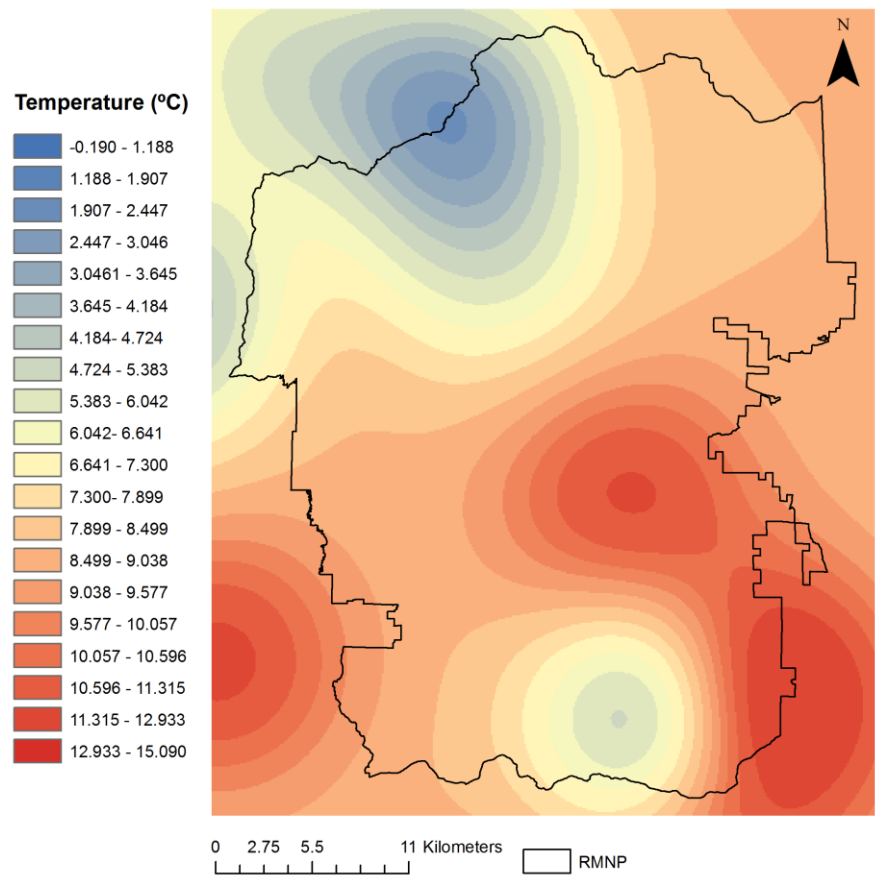 N
Temperature (ºC)
-0.190 - 1.188
1.188 - 1.907
1.907 - 2.447
2.447 - 3.046
3.0461 - 3.645
3.645 - 4.184
4.184- 4.724
4.724 - 5.383
5.383 - 6.042
6.042- 6.641
6.641 - 7.300
7.300- 7.899
7.899 - 8.499
8.499 - 9.038
9.038 - 9.577
9.577 - 10.057
10.057 - 10.596
10.596 - 11.315
11.315 - 12.933
12.933 - 15.090
0 2.75 5.5 11 Kilometers
RMNP